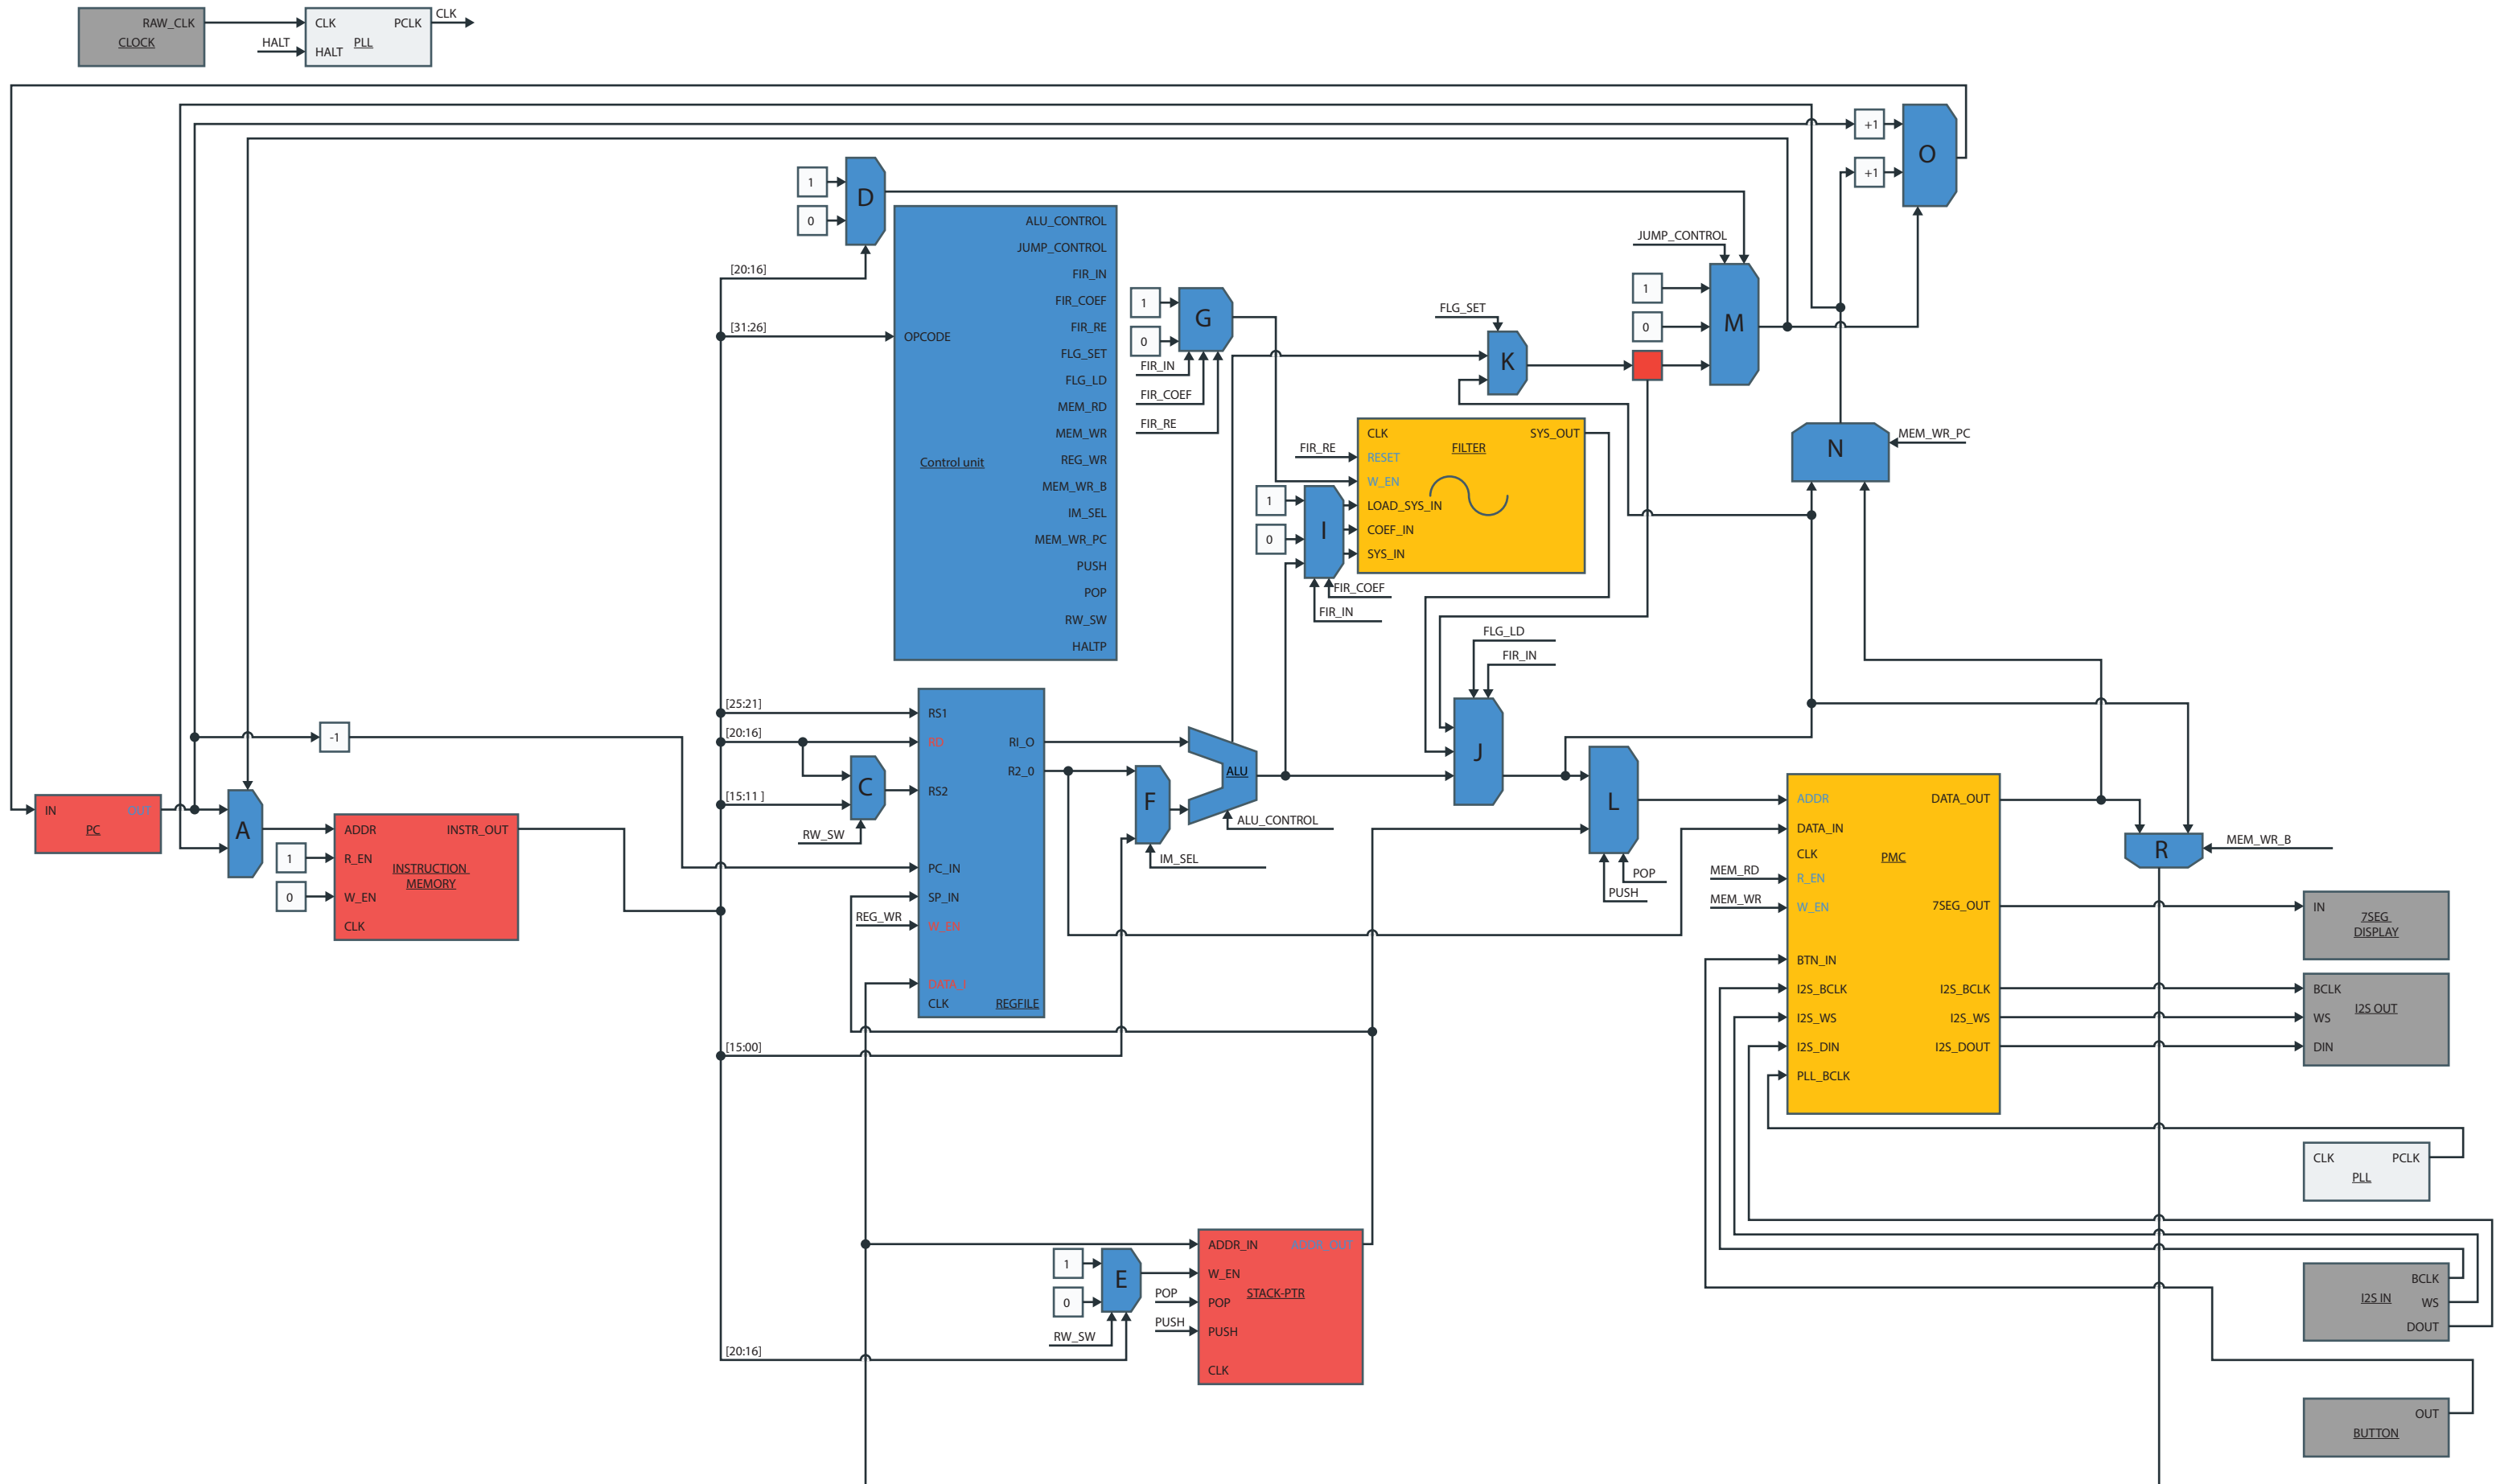 RAW_CLK
CLOCK
HALT
CLK
PCLK
HALT
PLL
CLK
+1
+1
O
1
0
D
[20:16]
[31:26]
OPCODE
Control unit
ALU_CONTROL
JUMP_CONTROL
FIR_IN
FIR_COEF
FIR_RE
FLG_SET
FLG_LD
MEM_RD
MEM_WR
REG_WR
MEM_WR_B
IM_SEL
MEM_WR_PC
PUSH
POP
RW_SW
HALTP
1
0
G
FIR_IN
FIR_COEF
FIR_RE
FLG_SET
K
JUMP_CONTROL
1
0
M
MEM_WR_PC
N
FIR_RE
CLK
SYS_OUT
FILTER
RESET
W_EN
LOAD_SYS_IN
COEF_IN
SYS_IN
1
0
I
FIR_COEF
FIR_IN
FLG_LD
FIR_IN
J
L
POP
PUSH
[25:21]
[20:16]
[15:11 ]
C
RW_SW
RS1
RD
RI_O
R2_0
RS2
PC_IN
SP_IN
REG_WR
W_EN
DATA_I
CLK
REGFILE
F
IM_SEL
ALU
ALU_CONTROL
-1
IN
OUT
PC
A
1
0
ADDR
INSTR_OUT
R_EN
INSTRUCTION
MEMORY
W_EN
CLK
[15:00]
MEM_RD
MEM_WR
ADDR
DATA_OUT
DATA_IN
CLK
PMC
R_EN
W_EN
7SEG_OUT
BTN_IN
I2S_BCLK
I2S_BCLK
I2S_WS
I2S_WS
I2S_DIN
I2S_DOUT
PLL_BCLK
R
MEM_WR_B
IN
7SEG
DISPLAY
BCLK
I2S OUT
WS
DIN
CLK
PCLK
PLL
BCLK
I2S IN
WS
DOUT
OUT
BUTTON
1
0
E
RW_SW
[20:16]
POP
PUSH
ADDR_IN
ADDR_OUT
W_EN
STACK-PTR
POP
PUSH
CLK